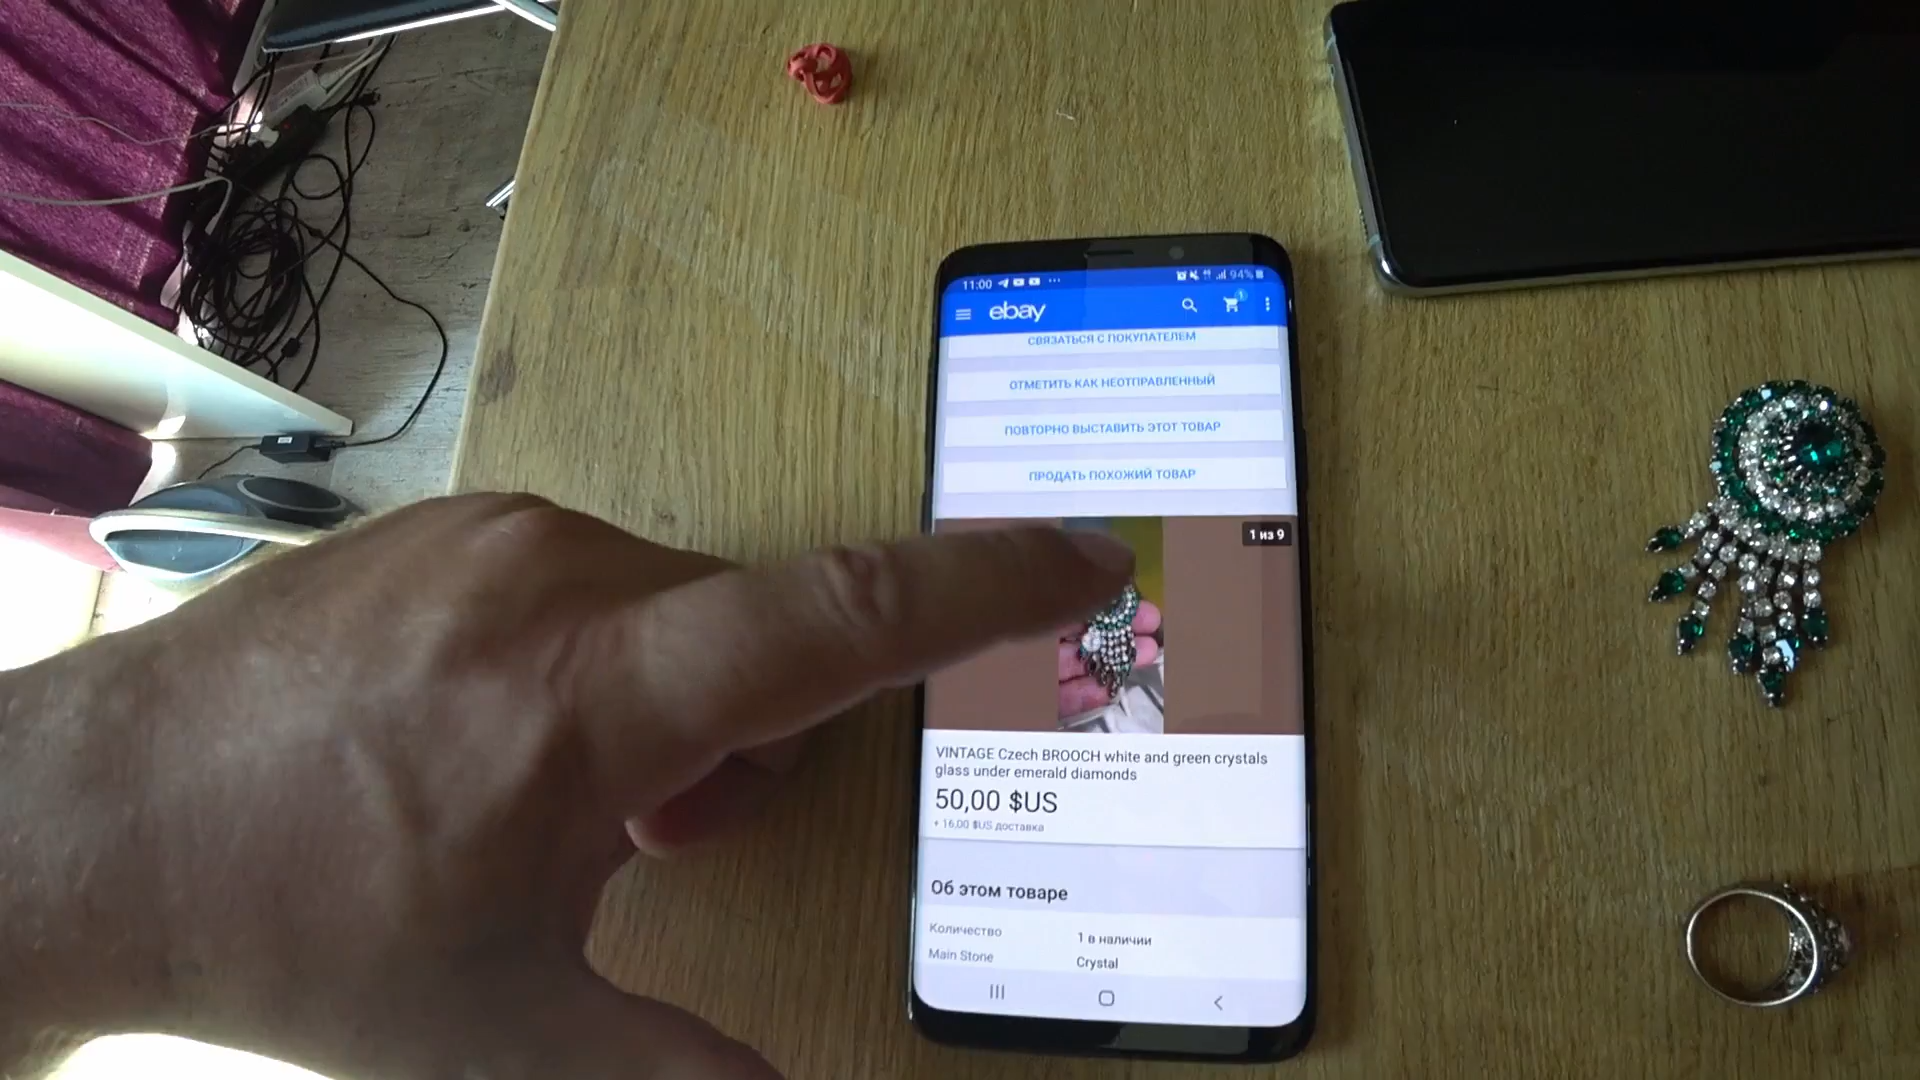 11:00
94%
ebay
1
СВЯЗАТЬСЯ С ПОКУПАТЕЛЕМ
ОТМЕТИТЬ КАК НЕОТПРАВЛЕННЫЙ
ПОВТОРНО ВЫСТАВИТЬ ЭТОТ ТОВАР
ПРОДАТЬ ПОХОЖИЙ ТОВАР
1 из 9
VINTAGE Czech BROOCH white and green crystals
glass under emerald diamonds
50,00 $US
+ 16,00 $US доставка
Об этом товаре
Количество 1 в наличии
Main Stone Crystal